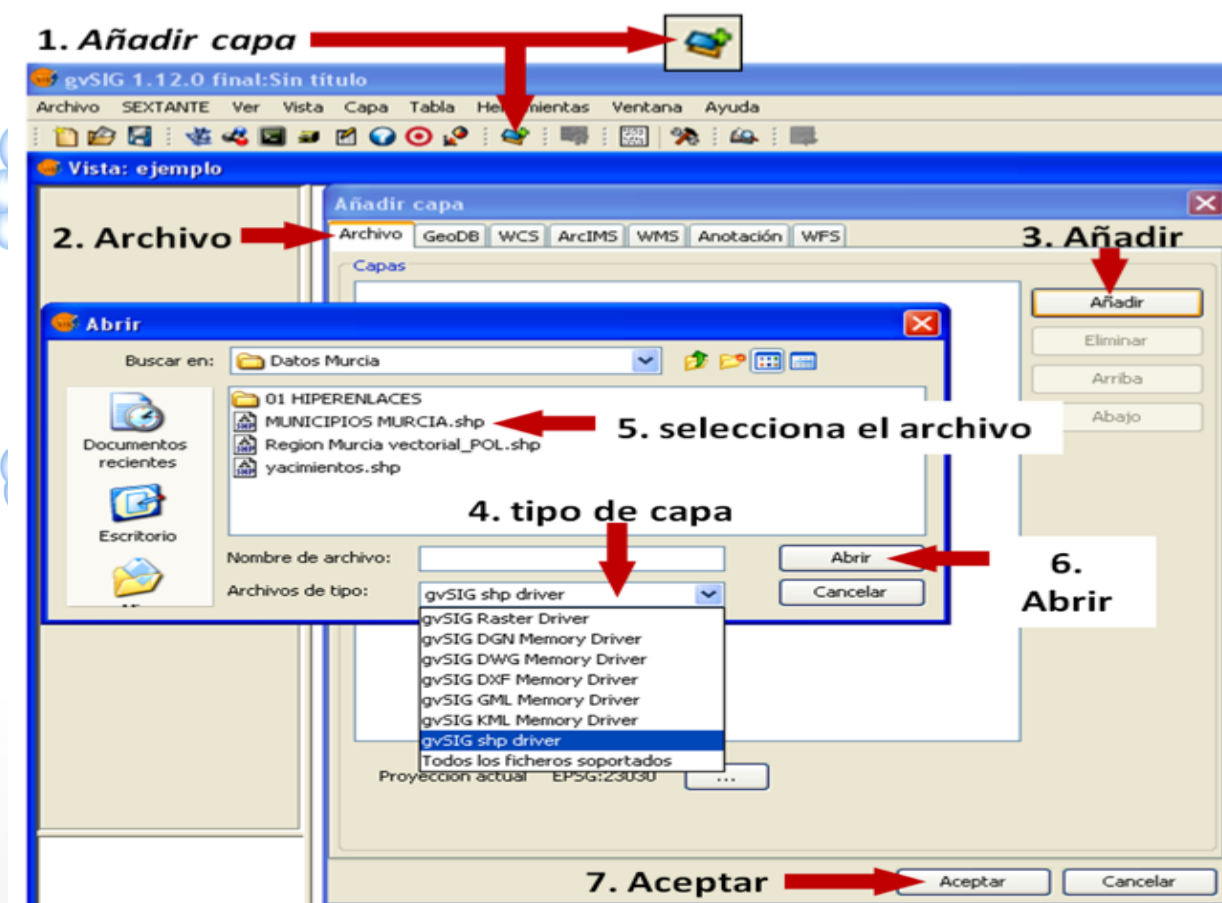 1. Añadir capa
gvSIG 1.12.0 final:Sin título
Archivo SEXTANTE Ver Vista Capa Tabla Herramientas Ventana Ayuda
Vista: ejemplo
Añadir capa
2. Archivo
Archivo GeoDB WCS ArcIMS WMS Anotación WFS
3. Añadir
Capas
Añadir
Eliminar
Arriba
Abajo
Abrir
Buscar en: Datos Murcia
01 HIPERENLACES
MUNICIPIOS MURCIA.shp
5. selecciona el archivo
Region Murcia vectorial_POL.shp
yacimientos.shp
Documentos
recientes
Escritorio
4. tipo de capa
Nombre de archivo:
Abrir
6.
Abrir
Archivos de tipo: gvSIG shp driver
Cancelar
gvSIG Raster Driver
gvSIG DGN Memory Driver
gvSIG DWG Memory Driver
gvSIG DXF Memory Driver
gvSIG GML Memory Driver
gvSIG KML Memory Driver
gvSIG shp driver
Todos los ficheros soportados
Proyección actual EPSG:23030 ...
7. Aceptar
Aceptar
Cancelar